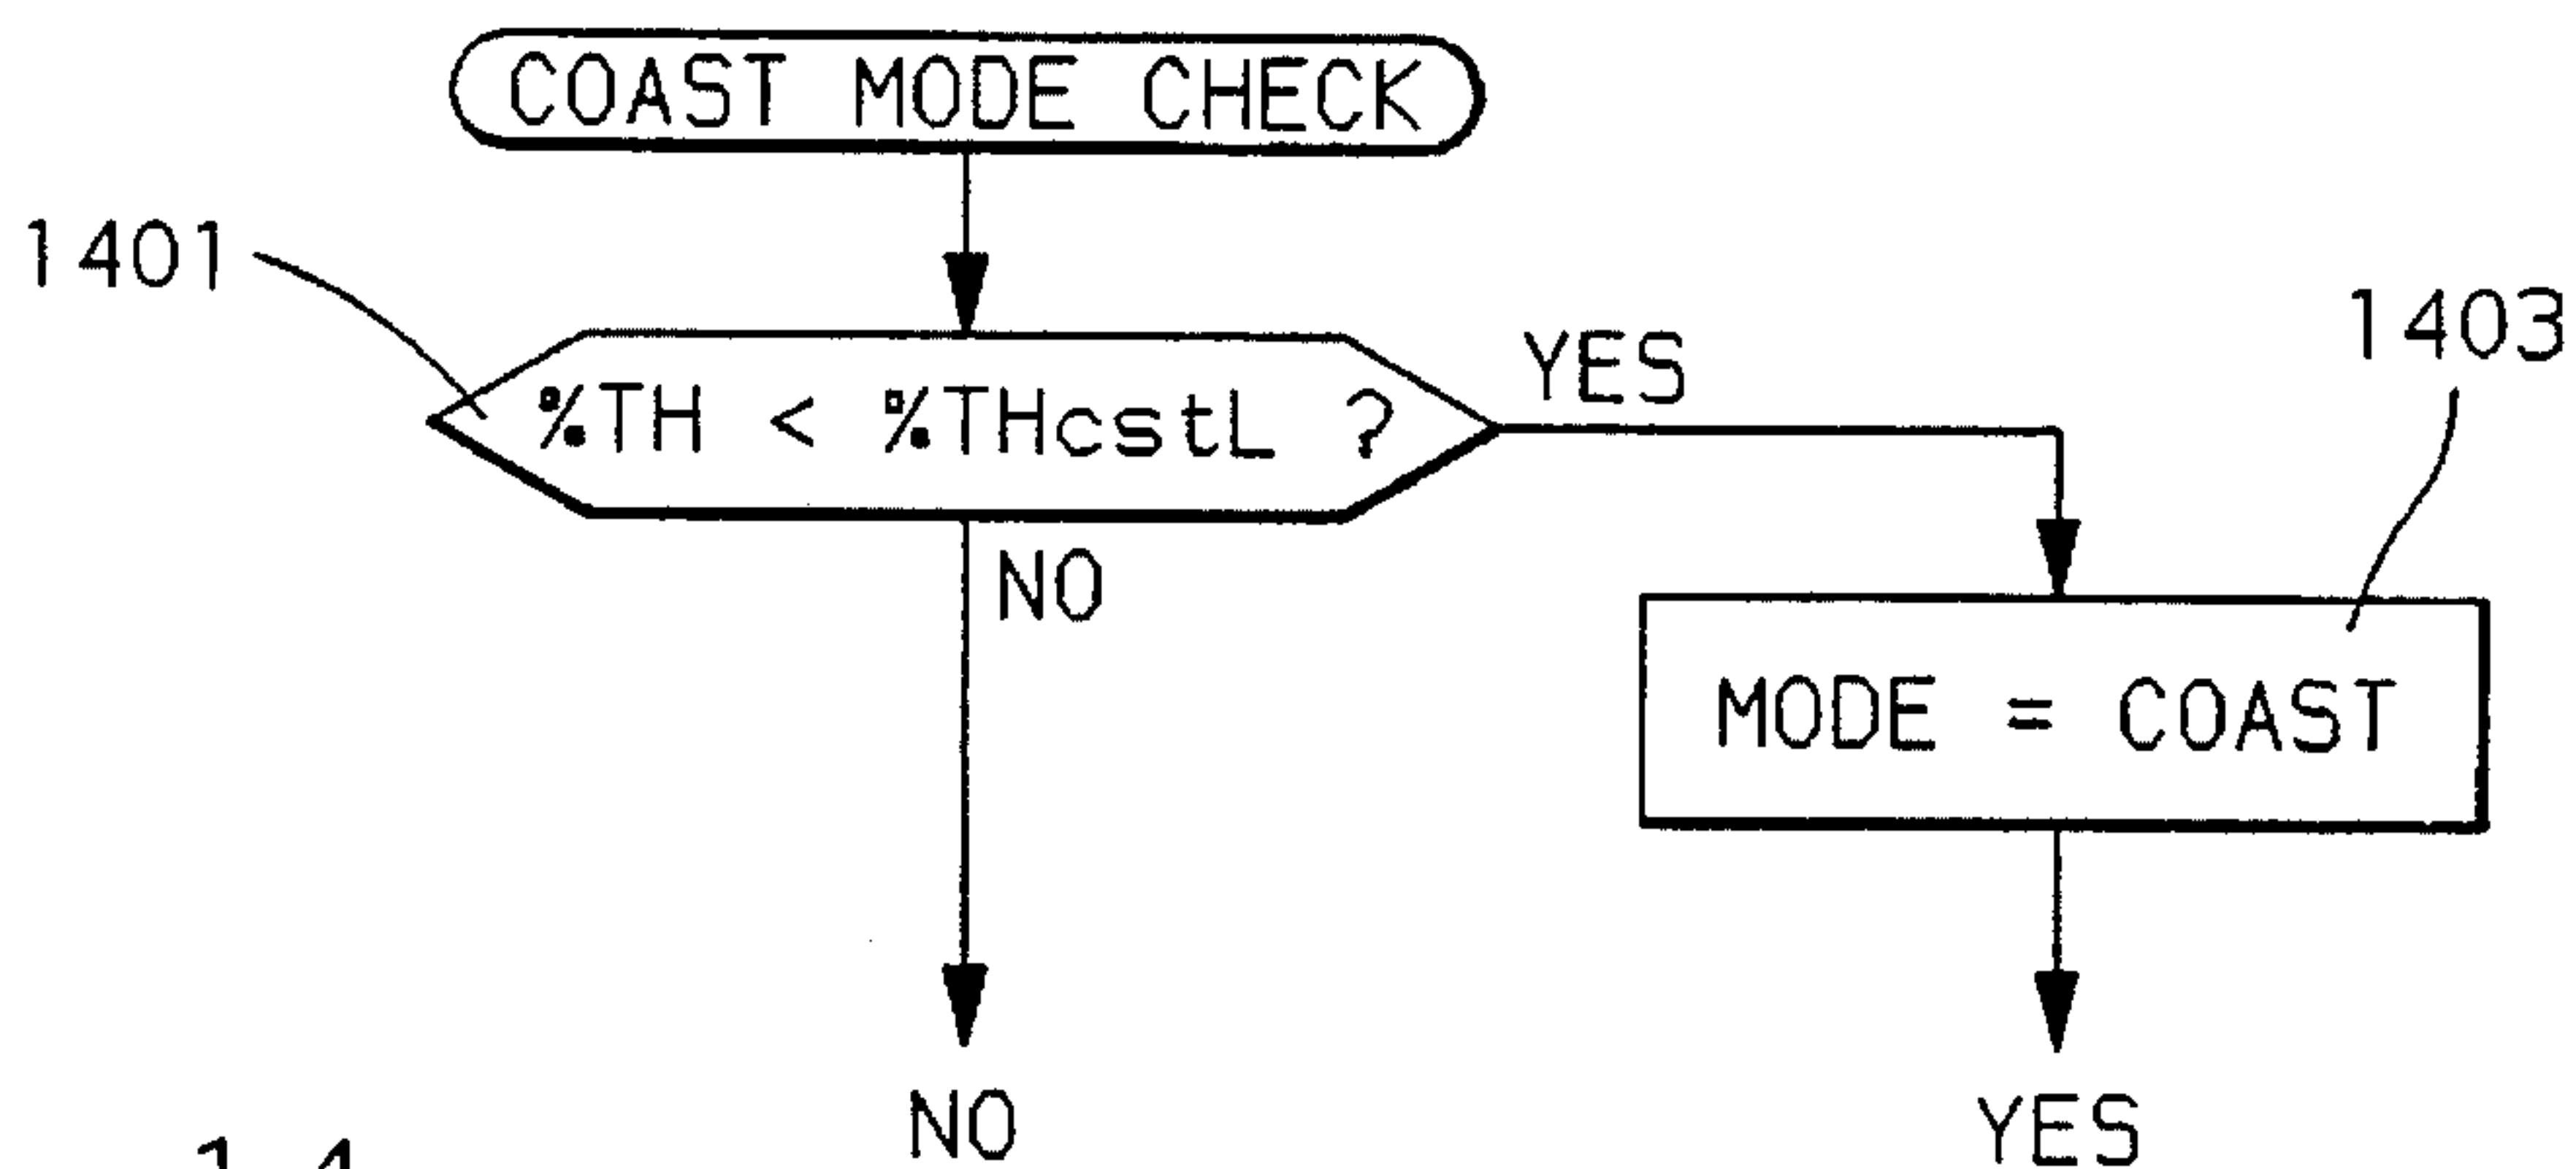 COAST MODE CHECK
1401
1403
%TH < %THcstL ?
YES
NO
MODE = COAST
NO
YES